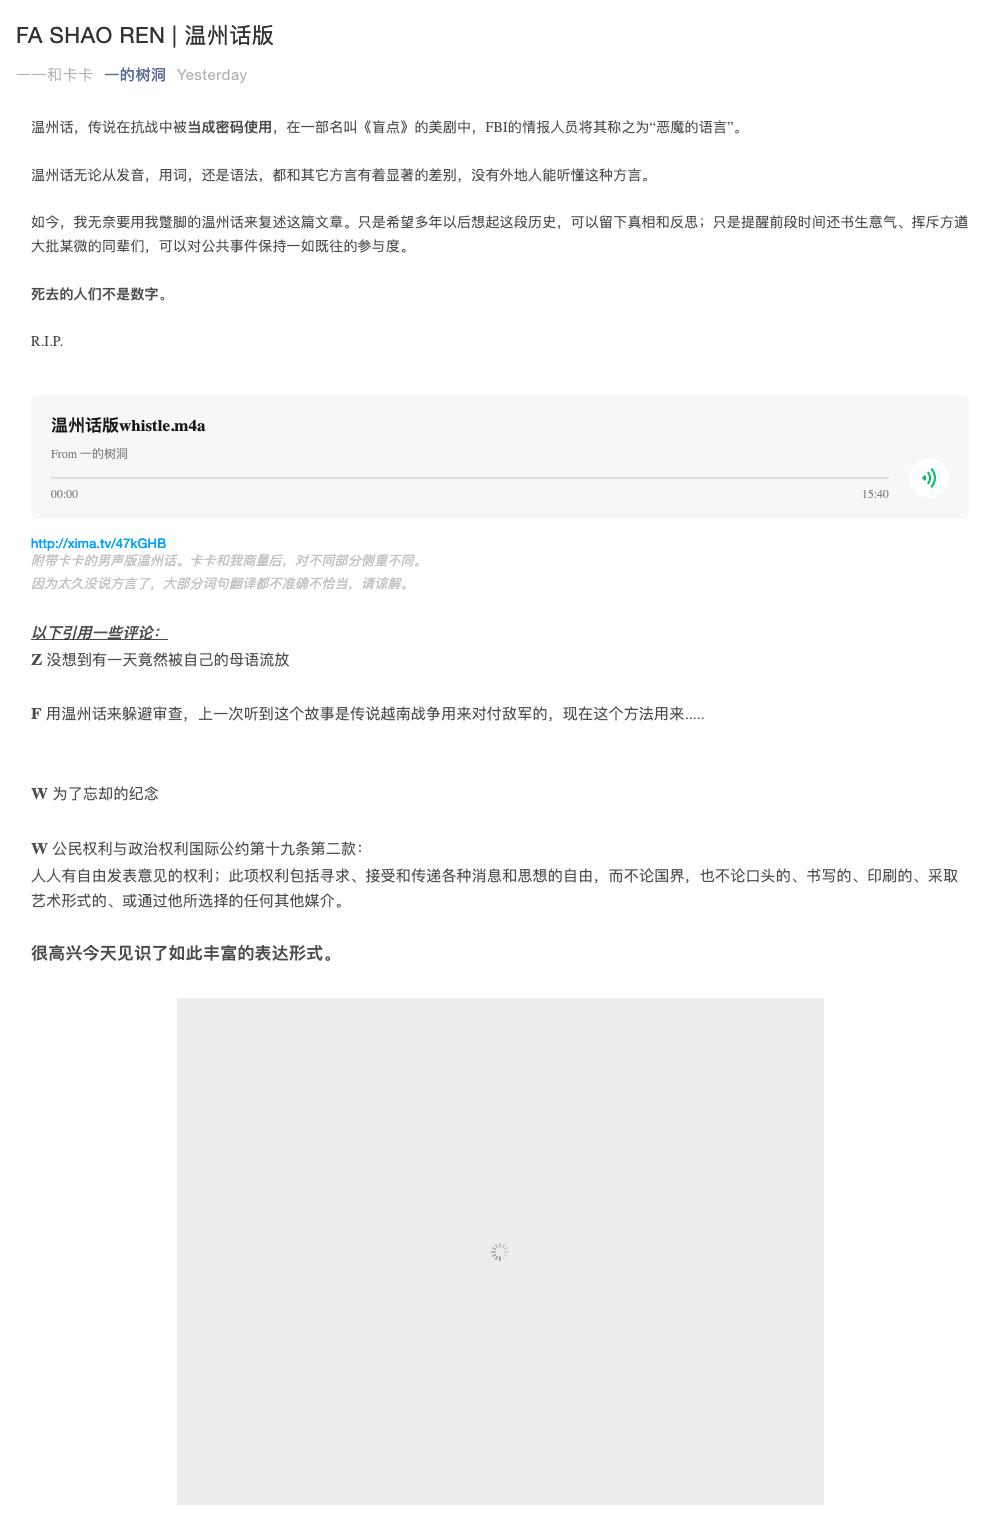 FA SHAO REN | 温州话版
一一和卡卡 一的树洞 Yesterday
温州话，传说在抗战中被当成密码使用，在一部名叫《盲点》的美剧中，FBI的情报人员将其称之为“恶魔的语言”。
温州话无论从发音，用词，还是语法，都和其它方言有着显著的差别，没有外地人能听懂这种方言。
如今，我无奈要用我蹩脚的温州话来复述这篇文章。只是希望多年以后想起这段历史，可以留下真相和反思；只是提醒前段时间还书生意气、挥斥方遒
大批某微的同辈们，可以对公共事件保持一如既往的参与度。
死去的人们不是数字。
R.I.P.
温州话版whistle.m4a
From 一的树洞
00:00 15:40
http://xima.tv/47kGHB
附带卡卡的男声版温州话。卡卡和我商量后，对不同部分侧重不同。
因为太久没说方言了，大部分词句翻译都不准确不恰当，请谅解。
以下引用一些评论：
Z 没想到有一天竟然被自己的母语流放
F 用温州话来躲避审查，上一次听到这个故事是传说越南战争用来对付敌军的，现在这个方法用来.....
W 为了忘却的纪念
W 公民权利与政治权利国际公约第十九条第二款：
人人有自由发表意见的权利；此项权利包括寻求、接受和传递各种消息和思想的自由，而不论国界，也不论口头的、书写的、印刷的、采取
艺术形式的、或通过他所选择的任何其他媒介。
很高兴今天见识了如此丰富的表达形式。